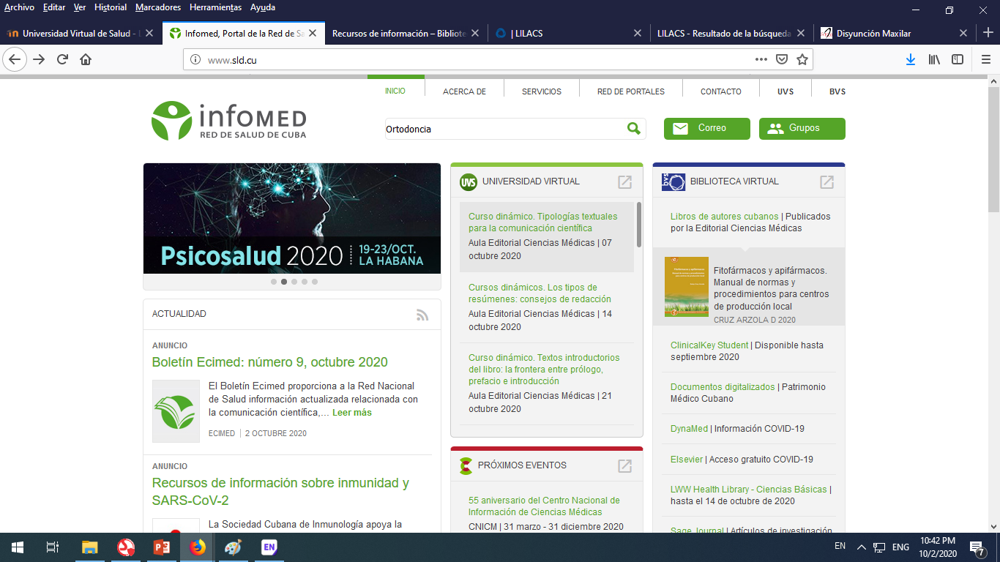 Archivo Editar Ver Historial Marcadores Herramientas Ayuda
Universidad Virtual de Salud -
Infomed, Portal de la Red de Sa
Recursos de información – Bibliote
| LILACS
LILACS - Resultado de la búsqueda
Disyunción Maxilar
www.sld.cu
INICIO
ACERCA DE
SERVICIOS
RED DE PORTALES
CONTACTO
UVS
BVS
infoMED
RED DE SALUD DE CUBA
Ortodoncia
Correo
Grupos
Psicosalud 2020
19-23/OCT.
LA HABANA
ACTUALIDAD
ANUNCIO
Boletín Ecimed: número 9, octubre 2020
El Boletín Ecimed proporciona a la Red Nacional
de Salud información actualizada relacionada con
la comunicación científica,... Leer más
ECIMED | 2 OCTUBRE 2020
ANUNCIO
Recursos de información sobre inmunidad y
SARS-CoV-2
La Sociedad Cubana de Inmunología apoya la
UVS
UNIVERSIDAD VIRTUAL
Curso dinámico. Tipologías textuales
para la comunicación científica
Aula Editorial Ciencias Médicas | 07
octubre 2020
Cursos dinámicos. Los tipos de
resúmenes: consejos de redacción
Aula Editorial Ciencias Médicas | 14
octubre 2020
Curso dinámico. Textos introductorios
del libro: la frontera entre prólogo,
prefacio e introducción
Aula Editorial Ciencias Médicas | 21
octubre 2020
PRÓXIMOS EVENTOS
55 aniversario del Centro Nacional de
Información de Ciencias Médicas
CNICM | 31 marzo - 31 diciembre 2020
BVS
BIBLIOTECA VIRTUAL
Libros de autores cubanos | Publicados
por la Editorial Ciencias Médicas
Fitofármacos y apifármacos.
Manual de normas y
procedimientos para centros
de producción local
CRUZ ARZOLA D 2020
ClinicalKey Student | Disponible hasta
septiembre 2020
Documentos digitalizados | Patrimonio
Médico Cubano
DynaMed | Información COVID-19
Elsevier | Acceso gratuito COVID-19
LWW Health Library - Ciencias Básicas |
hasta el 14 de octubre de 2020
Sage Journal | Artículos de investigación
EN
EN
ENG
10:42 PM
10/2/2020
7